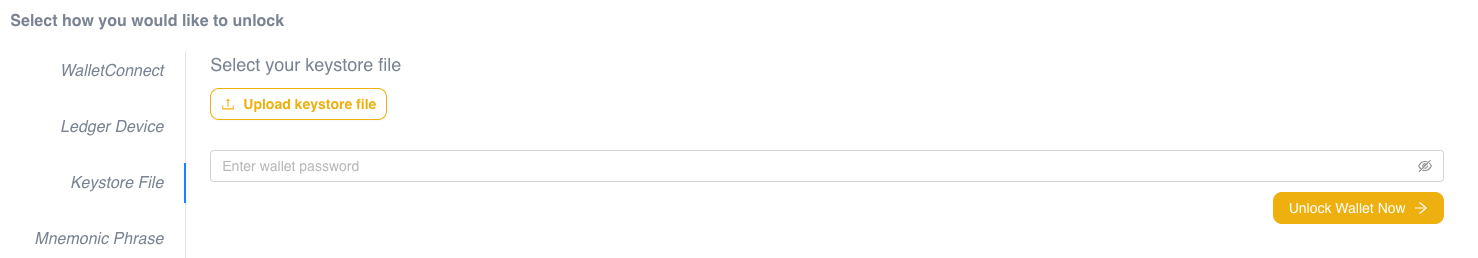 Select how you would like to unlock
WalletConnect
Ledger Device
Keystore File
Mnemonic Phrase
Select your keystore file
Upload keystore file
Enter wallet password
Unlock Wallet Now